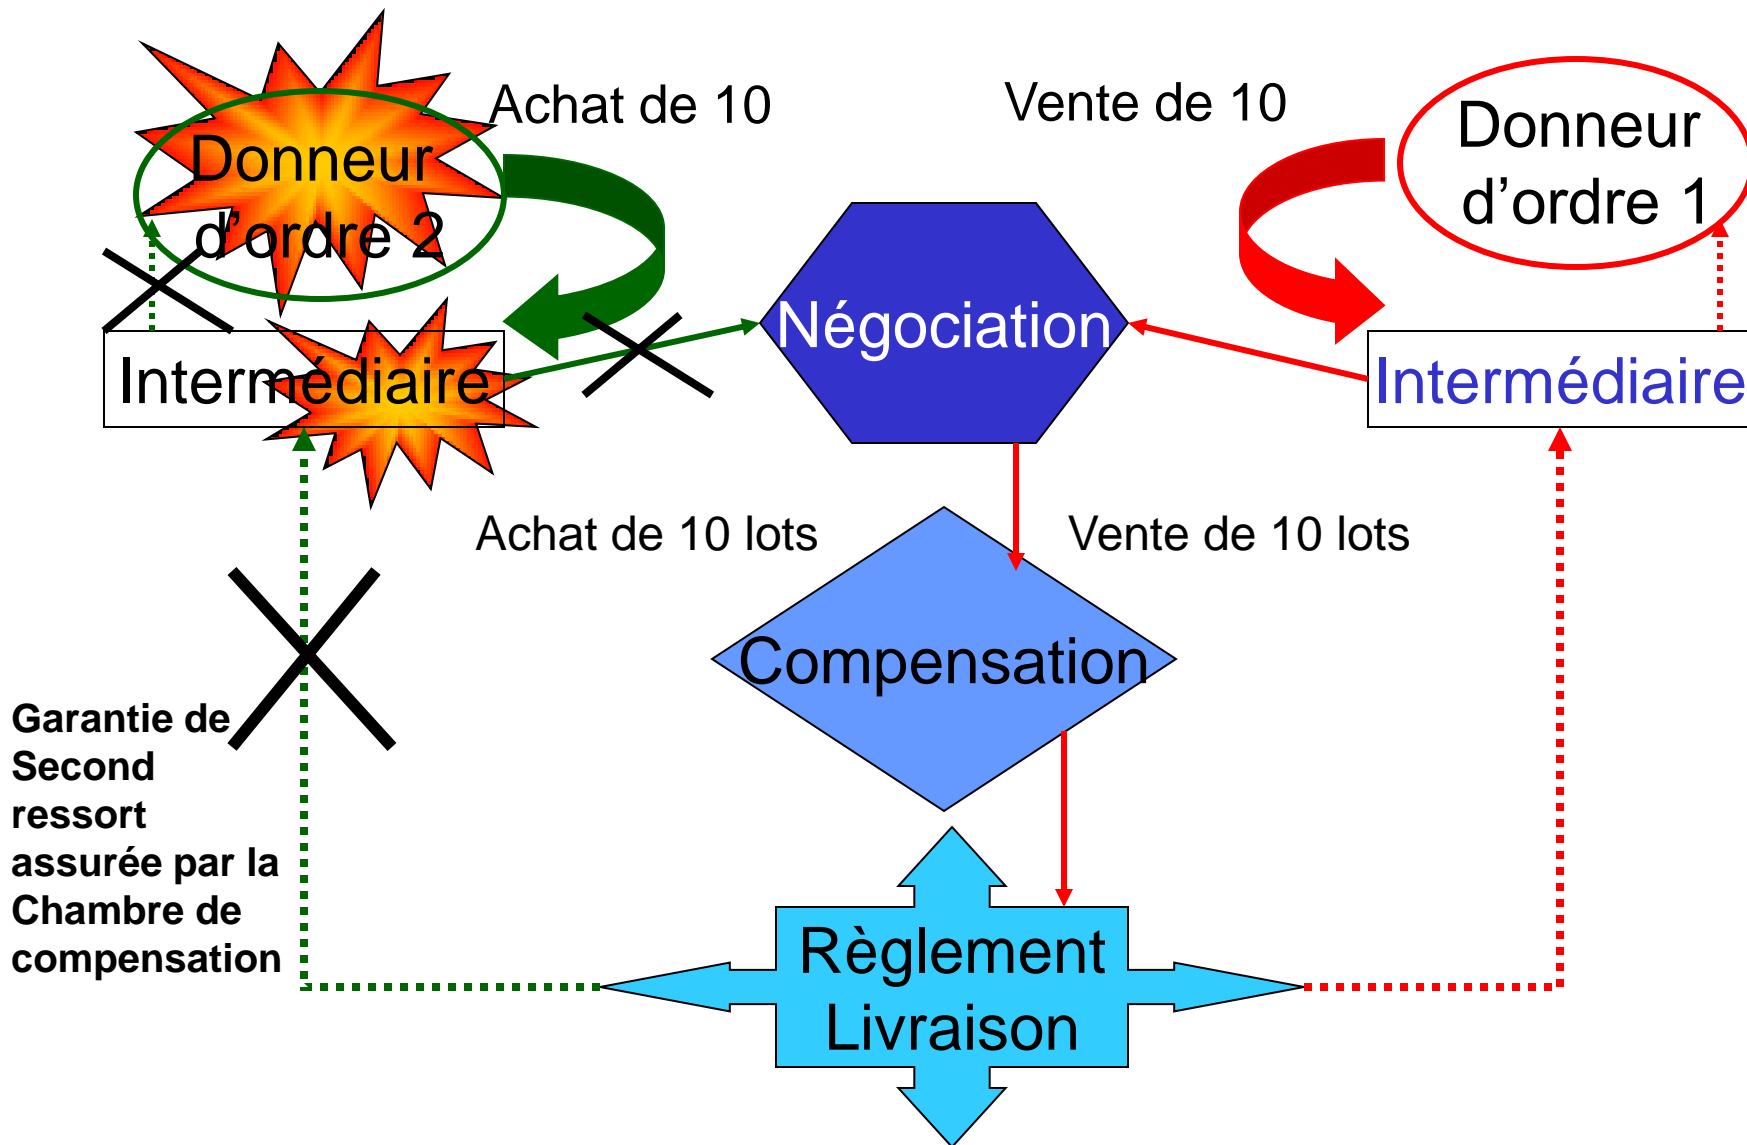 Achat de 10
Vente de 10
Donneur
d’ordre 2
Donneur
d’ordre 1
Négociation
Intermédiaire
Intermédiaire
Achat de 10 lots
Vente de 10 lots
Compensation
Garantie de
Second
ressort
assurée par la
Chambre de
compensation
Règlement
Livraison